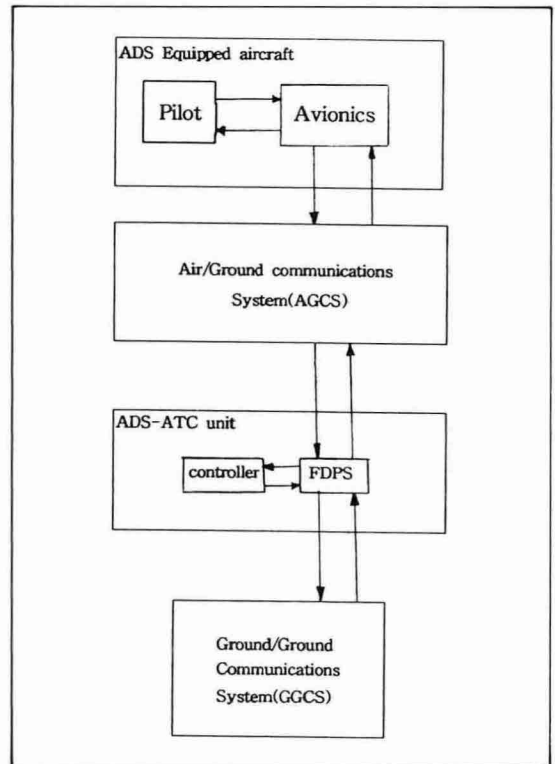 ADS Equipped aircraft
Pilot
Avionics
Air/Ground communications
System(AGCS)
ADS-ATC unit
controller
FDPS
Ground/Ground
Communications
System(GGCS)